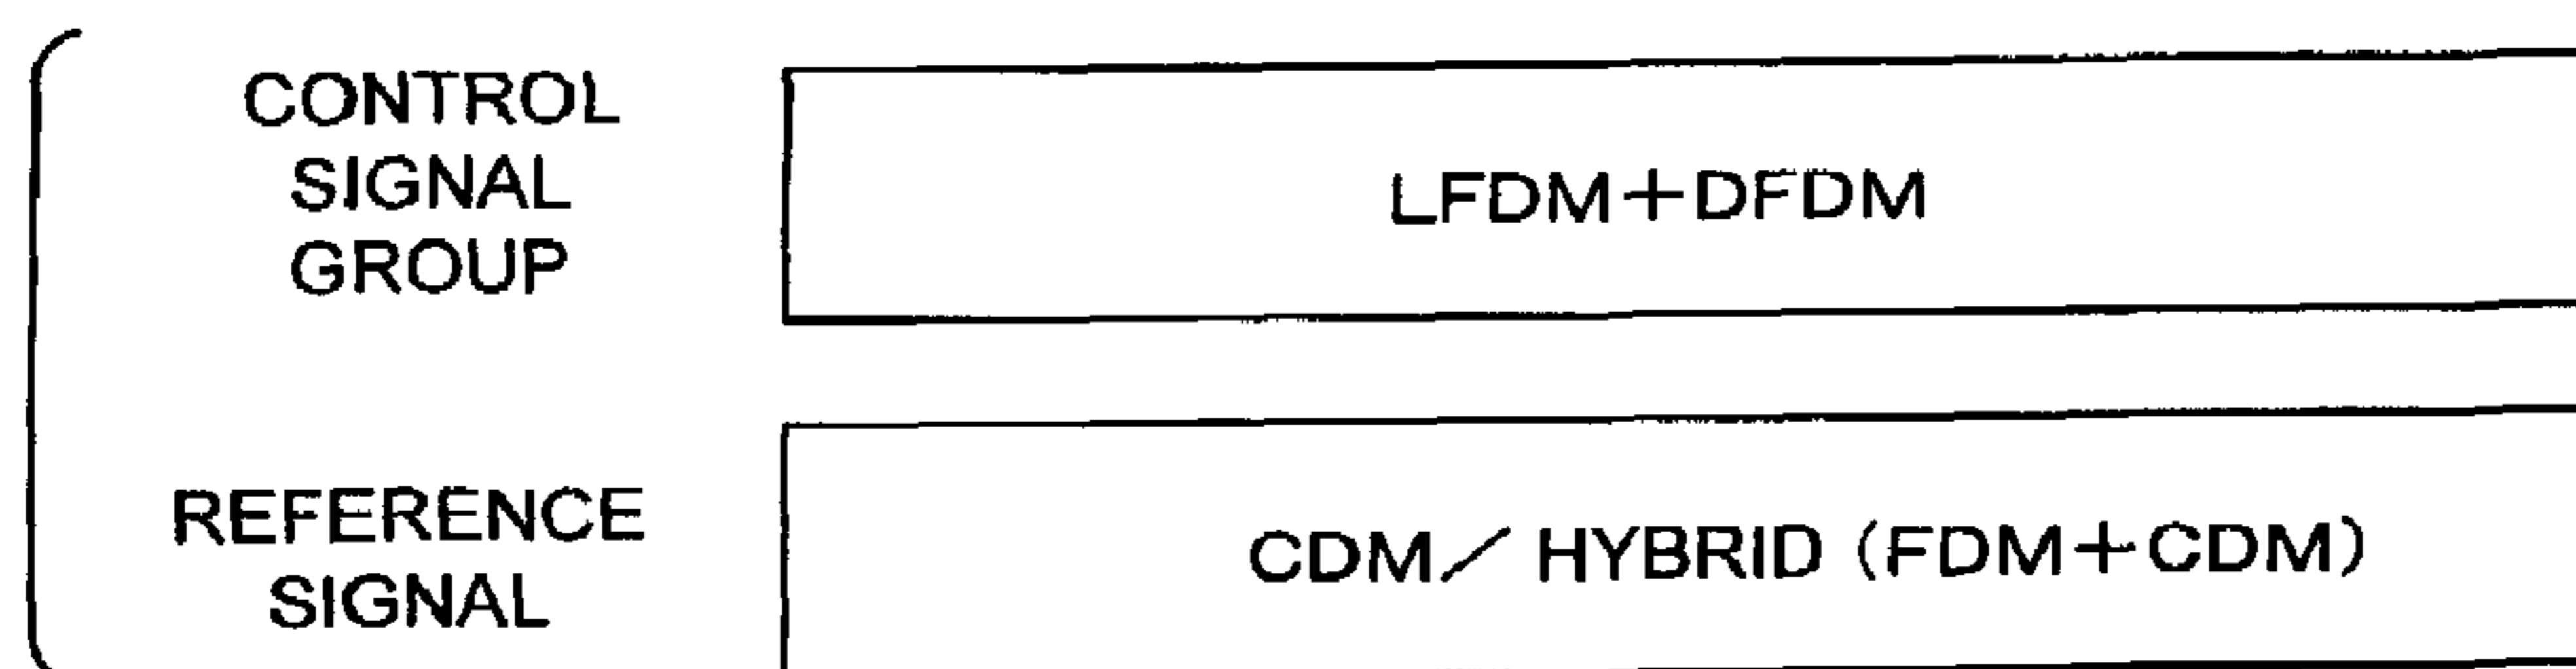 CONTROL
SIGNAL
GROUP
LFDM+DFDM
REFERENCE
SIGNAL
CDM/ HYBRID (FDM+CDM)